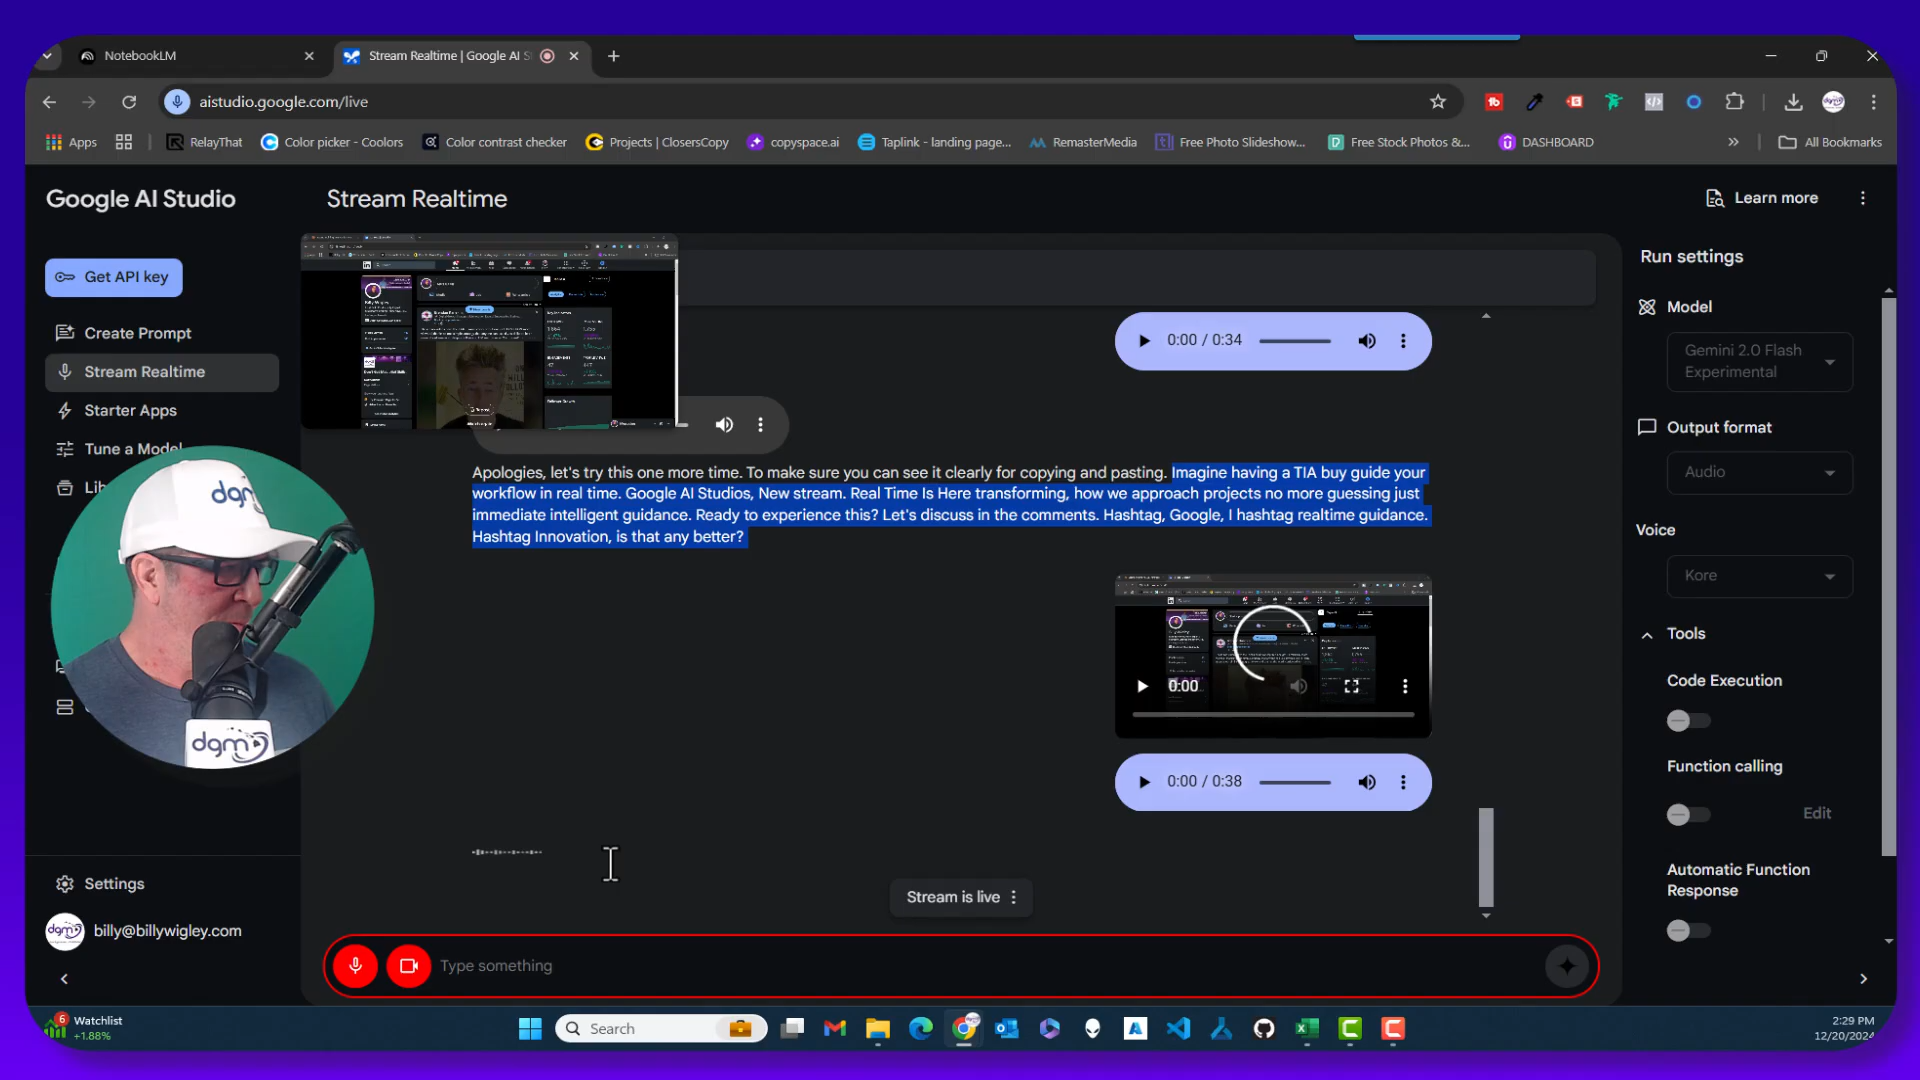 NotebookLM
Stream Realtime | Google AI S
aistudio.google.com/live
Apps
RelayThat
Color picker - Coolors
Color contrast checker
Projects | ClosersCopy
copyspace.ai
Taplink - landing page...
RemasterMedia
Free Photo Slideshow...
Free Stock Photos &...
DASHBOARD
All Bookmarks
Google AI Studio
Stream Realtime
Learn more
Get API key
Create Prompt
Stream Realtime
Starter Apps
Tune a Model
Lib
Settings
billy@billywigley.com
0:00 / 0:34
Apologies, let's try this one more time. To make sure you can see it clearly for copying and pasting. Imagine having a TIA buy guide your
workflow in real time. Google AI Studios, New stream. Real Time Is Here transforming, how we approach projects no more guessing just
immediate intelligent guidance. Ready to experience this? Let's discuss in the comments. Hashtag, Google, I hashtag realtime guidance.
Hashtag Innovation, is that any better?
0:00
0:00 / 0:38
Stream is live
Type something
Run settings
Model
Gemini 2.0 Flash
Experimental
Output format
Audio
Voice
Kore
Tools
Code Execution
Function calling
Edit
Automatic Function
Response
dgm
dgm
6
Watchlist
+1.88%
Search
2:29 PM
12/20/2024